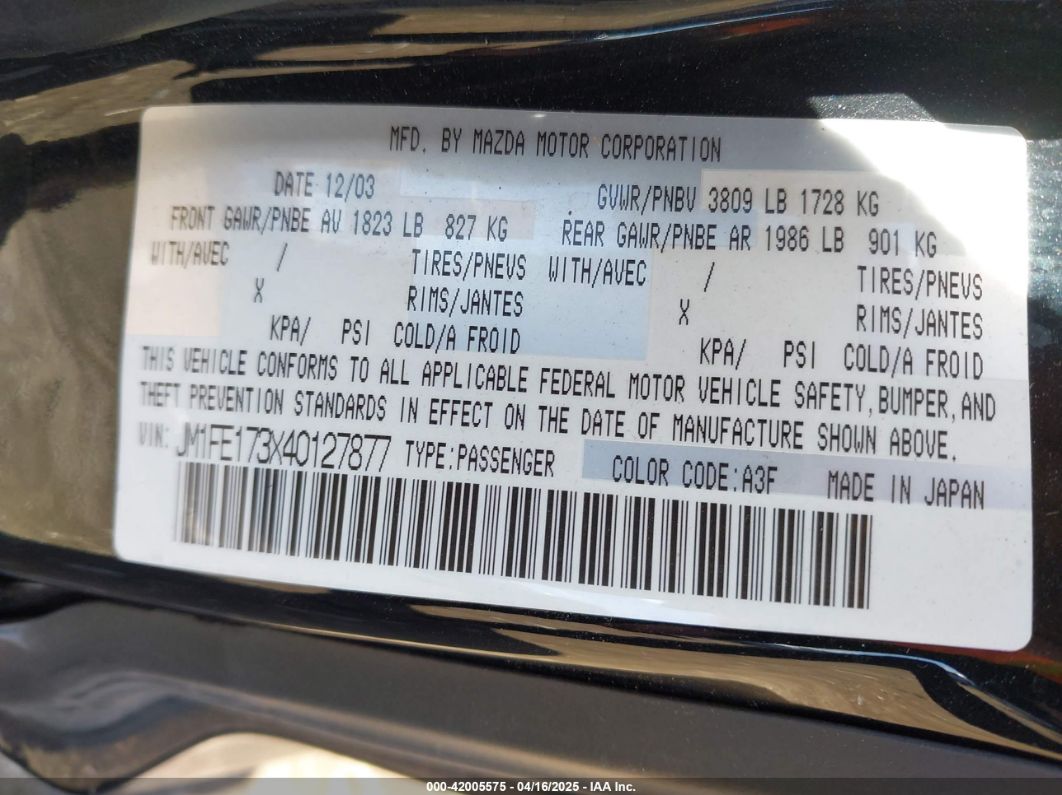 MFD. BY MAZDA MOTOR CORPORATION
DATE 12/03 GVWR/PNBV 3809 LB 1728 KG
FRONT GAWR/PNBE AV 1823 LB 827 KG REAR GAWR/PNBE AR 1986 LB 901 KG
WITH/AVEC / TIRES/PNEUS WITH/AVEC / TIRES/PNEUS
X RIMS/JANTES X RIMS/JANTES
KPA/ PSI COLD/A FROID KPA/ PSI COLD/A FROID
THIS VEHICLE CONFORMS TO ALL APPLICABLE FEDERAL MOTOR VEHICLE SAFETY, BUMPER, AND
THEFT PREVENTION STANDARDS IN EFFECT ON THE DATE OF MANUFACTURE SHOWN ABOVE.
VIN: JM1FE173X40127877 TYPE:PASSENGER COLOR CODE:A3F MADE IN JAPAN
000-42005575 - 04/16/2025 - IAA Inc.